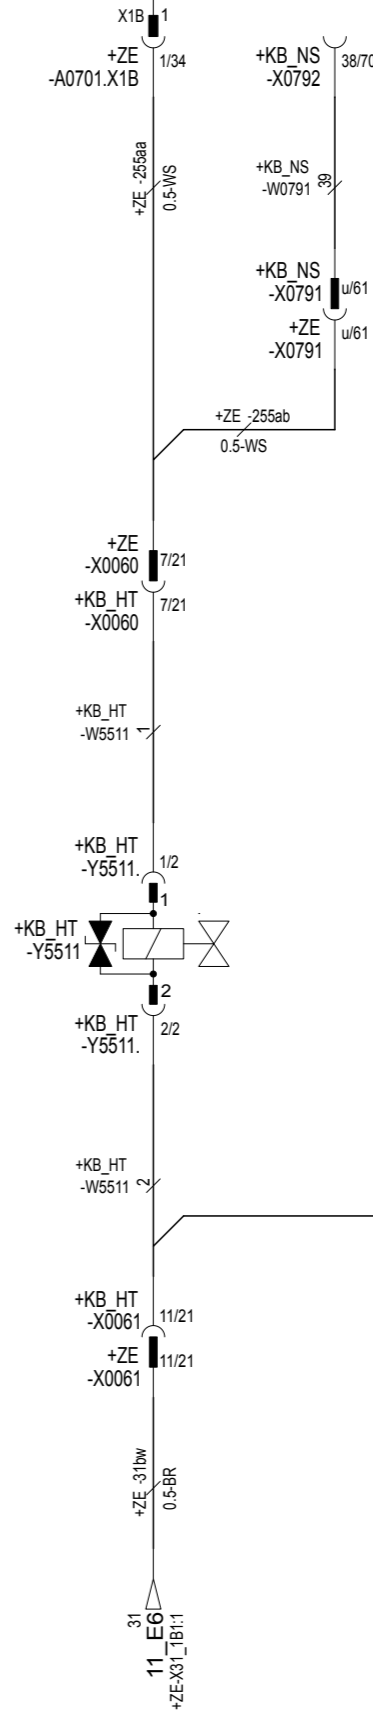 X1B 1
+ZE 1/34
-A0701.X1B
+KB_NS 38/70
-X0792
+ZE -255aa
0.5-WS
+KB_NS
-W0791 39
+KB_NS
-X0791 u/61
+ZE u/61
-X0791
+ZE -255ab
0.5-WS
+ZE
-X0060 7/21
+KB_HT 7/21
-X0060
+KB_HT
-W5511 1
+KB_HT
-Y5511. 1/2
1
+KB_HT
-Y5511
2
+KB_HT 2/2
-Y5511.
+KB_HT
-W5511 2
+KB_HT
-X0061 11/21
+ZE 11/21
-X0061
+ZE -31bw
0.5-BR
31
11_E6
+ZE-X31_1B1:1